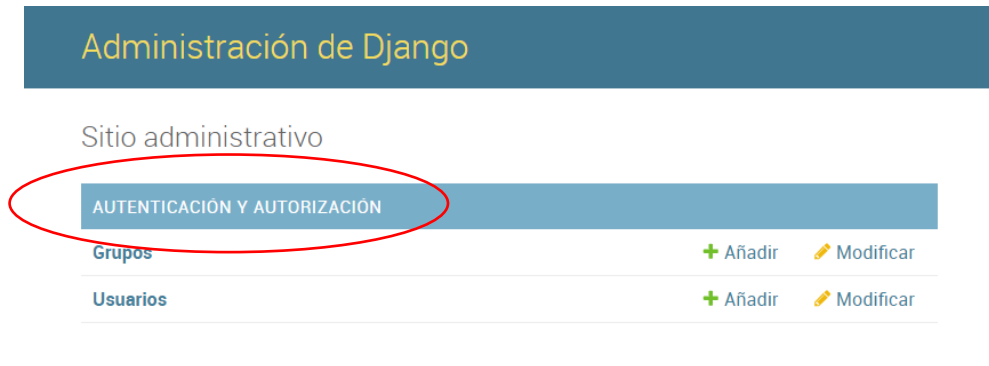 Administración de Django
Sitio administrativo
AUTENTICACIÓN Y AUTORIZACIÓN
Grupos Añadir Modificar
Usuarios Añadir Modificar